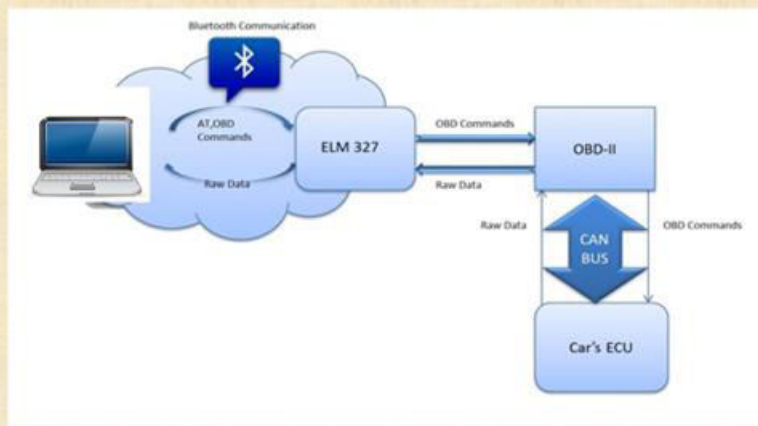 Bluetooth Communication
AT,OBD
Commands
Raw Data
ELM 327
OBD Commands
Raw Data
OBD-II
Raw Data
CAN
BUS
OBD Commands
Car's ECU